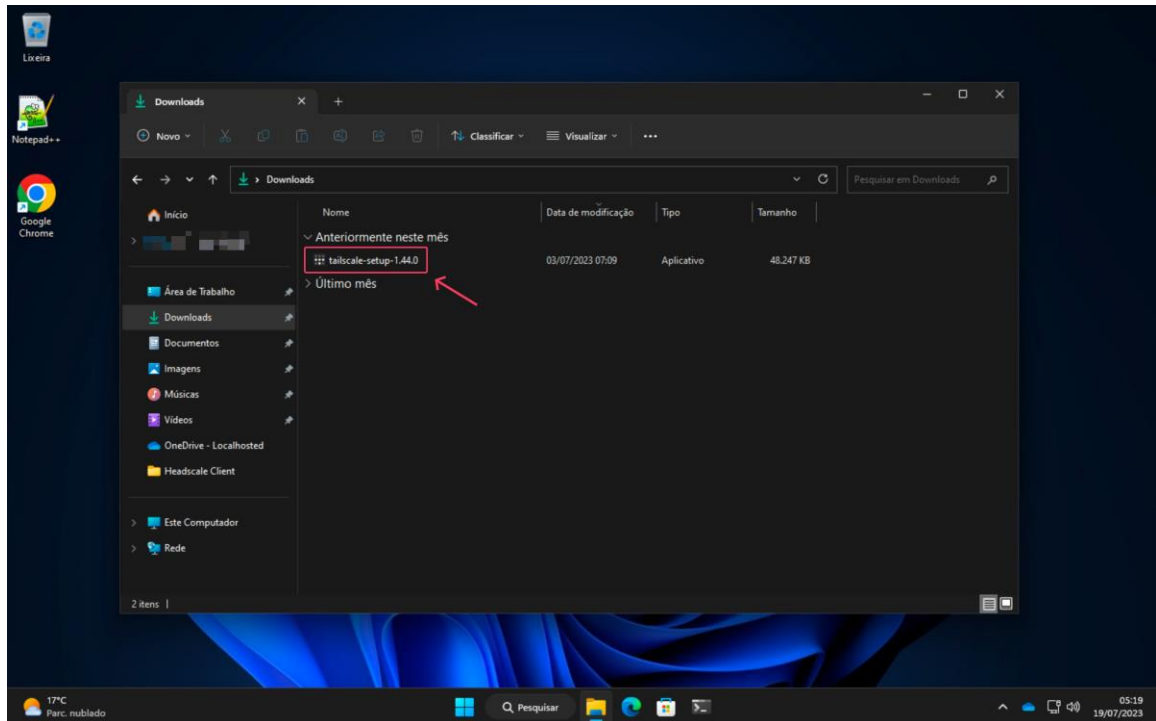 Lixeira
Notepad++
Google
Chrome
Downloads
Novo
Classificar
Visualizar
Downloads
Pesquisar em Downloads
Início
Nome
Data de modificação
Tipo
Tamanho
Anteriormente neste mês
tailscale-setup-1.44.0
03/07/2023 07:09
Aplicativo
48.247 KB
Último mês
Área de Trabalho
Downloads
Documentos
Imagens
Músicas
Vídeos
OneDrive - Localhosted
Headscale Client
Este Computador
Rede
2 itens
17°C
Parc. nublado
Pesquisar
05:19
19/07/2023